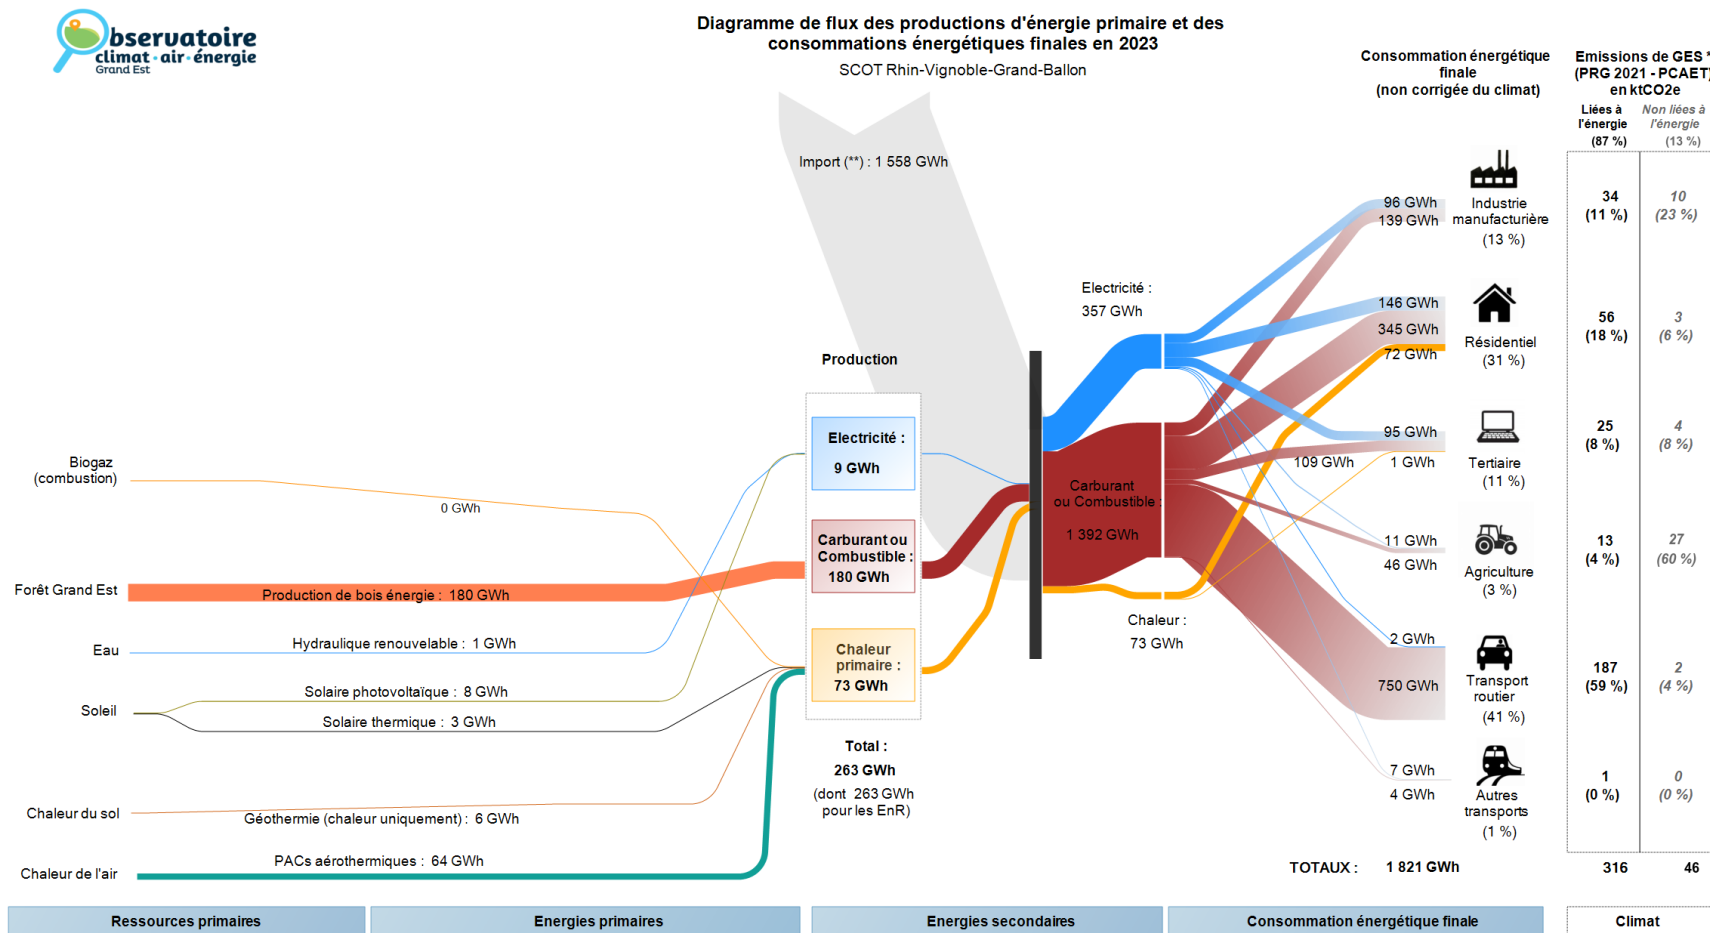 Observatoire
climat · air · énergie
Grand Est
Diagramme de flux des productions d'énergie primaire et des
consommations énergétiques finales en 2023
SCOT Rhin-Vignoble-Grand-Ballon
Consommation énergétique
finale
(non corrigée du climat)
Emissions de GES *
(PRG 2021 - PCAET)
en ktCO2e
Liées à
l'énergie
(87 %)
Non liées à
l'énergie
(13 %)
Import (**) : 1 558 GWh
96 GWh
139 GWh
Industrie
manufacturière
(13 %)
34
(11 %)
10
(23 %)
Electricité :
357 GWh
146 GWh
345 GWh
72 GWh
Résidentiel
(31 %)
56
(18 %)
3
(6 %)
Production
Electricité :
9 GWh
95 GWh
109 GWh
1 GWh
Tertiaire
(11 %)
25
(8 %)
4
(8 %)
Biogaz
(combustion)
0 GWh
Carburant ou
Combustible :
180 GWh
Carburant
ou Combustible :
1 392 GWh
11 GWh
46 GWh
Agriculture
(3 %)
13
(4 %)
27
(60 %)
Forêt Grand Est
Production de bois énergie : 180 GWh
Eau
Hydraulique renouvelable : 1 GWh
Chaleur
primaire :
73 GWh
Chaleur :
73 GWh
2 GWh
750 GWh
Transport
routier
(41 %)
187
(59 %)
2
(4 %)
Soleil
Solaire photovoltaïque : 8 GWh
Solaire thermique : 3 GWh
Total :
263 GWh
(dont 263 GWh
pour les EnR)
7 GWh
4 GWh
Autres
transports
(1 %)
1
(0 %)
0
(0 %)
Chaleur du sol
Géothermie (chaleur uniquement) : 6 GWh
Chaleur de l'air
PACs aérothermiques : 64 GWh
TOTAUX : 1 821 GWh
316
46
Ressources primaires
Energies primaires
Energies secondaires
Consommation énergétique finale
Climat